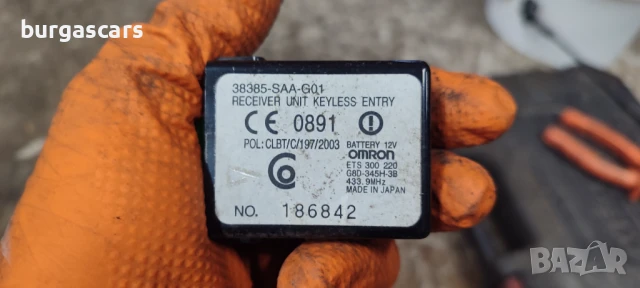 burgascars
38385-SAA-G01
RECEIVER UNIT KEYLESS ENTRY
CE 0891
POL: CLBT/C/197/2003
BATTERY 12V
OMRON
ETS 300 220
G8D-345H-3B
433.9MHz
MADE IN JAPAN
NO. 186842
BAZAR